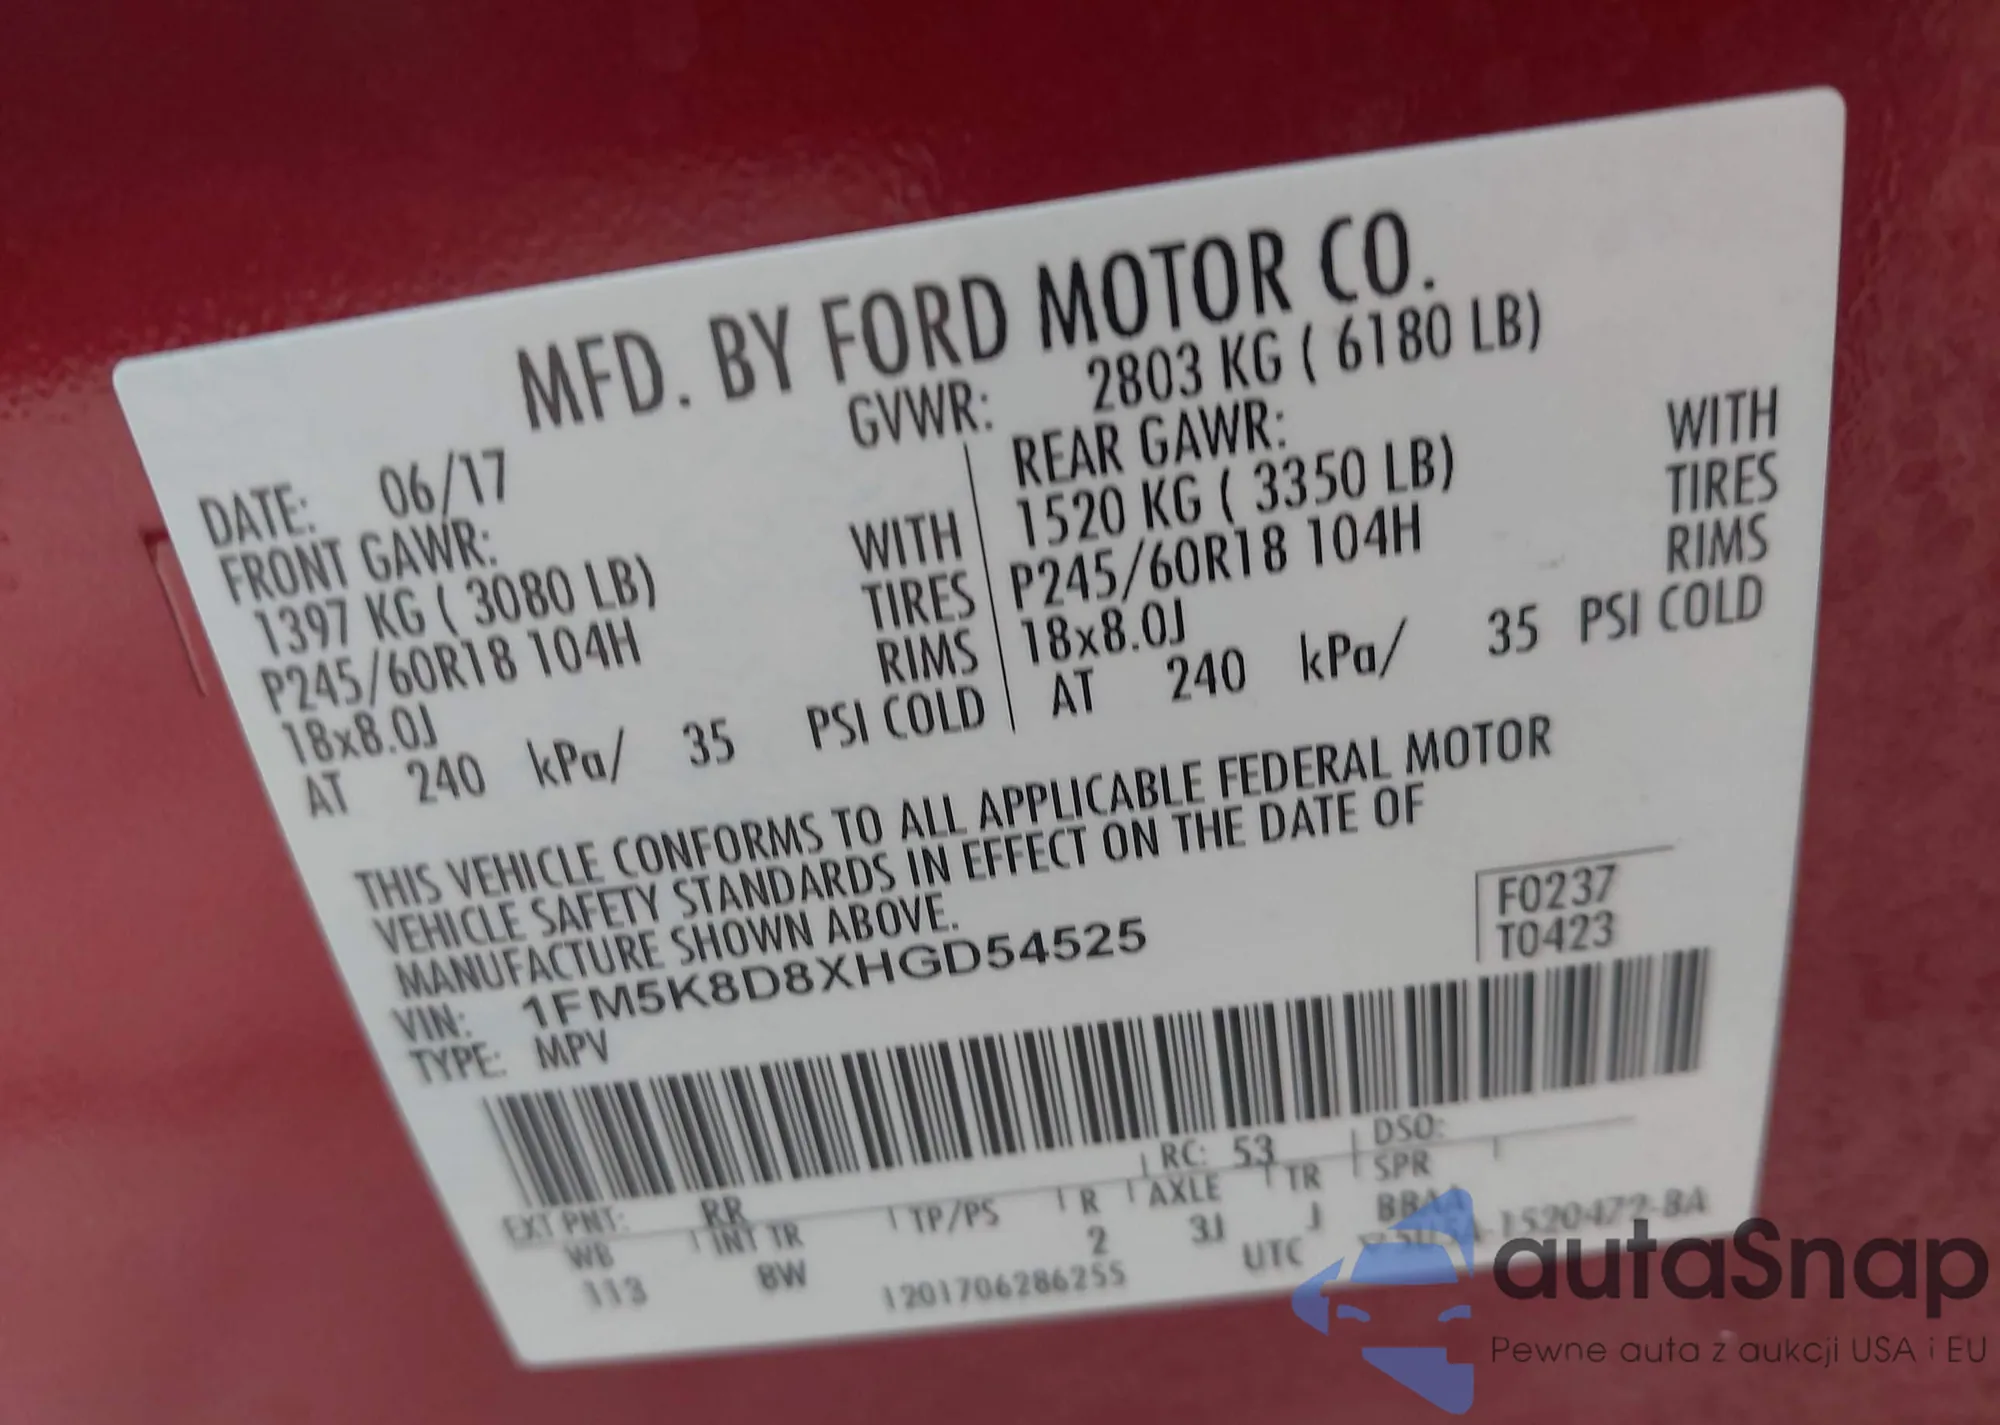 MFD. BY FORD MOTOR CO.
DATE: 06/17
GVWR: 2803 KG ( 6180 LB)
FRONT GAWR:
1397 KG ( 3080 LB) WITH
P245/60R18 104H TIRES
18x8.0J RIMS
AT 240 kPa/ 35 PSI COLD
REAR GAWR: WITH
1520 KG ( 3350 LB) TIRES
P245/60R18 104H RIMS
18x8.0J
AT 240 kPa/ 35 PSI COLD
THIS VEHICLE CONFORMS TO ALL APPLICABLE FEDERAL MOTOR
VEHICLE SAFETY STANDARDS IN EFFECT ON THE DATE OF
MANUFACTURE SHOWN ABOVE.
F0237
T0423
VIN: 1FM5K8D8XHGD54525
TYPE: MPV
EXT PNT: RR RC: 53 DSO:
WB INT TR TP/PS R AXLE TR SPR
113 8W 2 3J J BBAA
1201706286255 UTC
autaSnap
Pewne auta z aukcji USA i EU